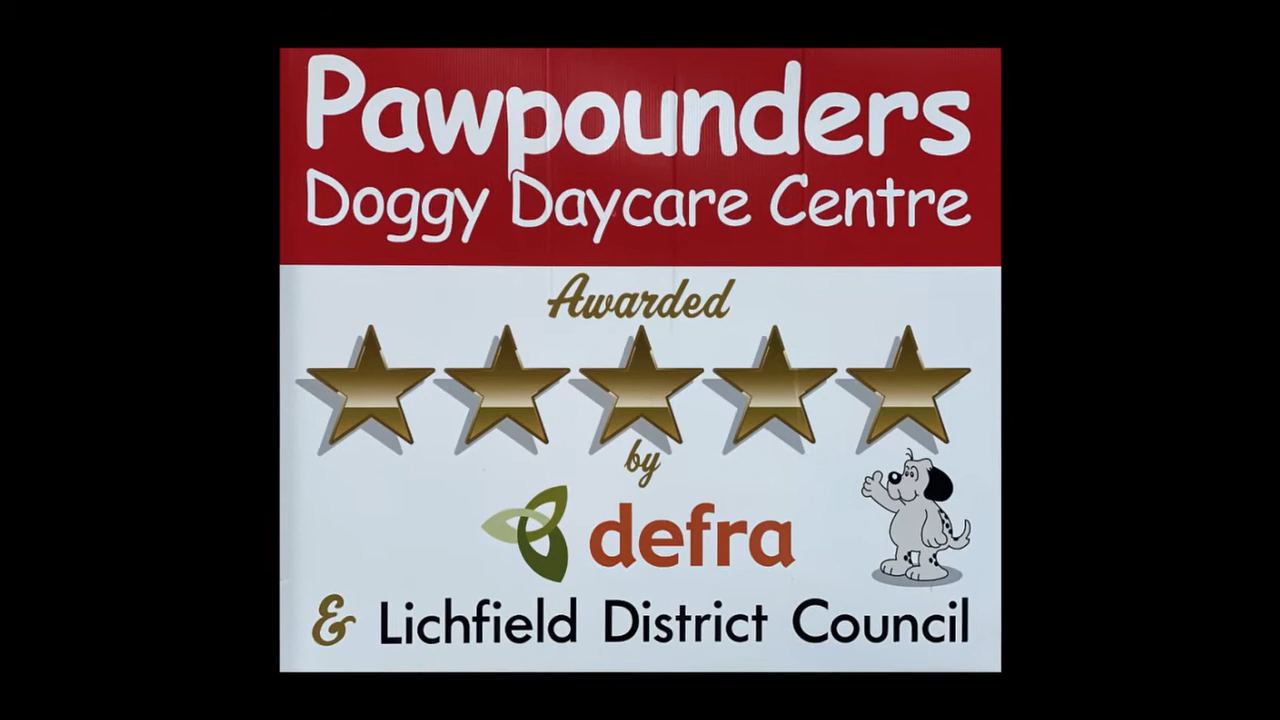 Pawpounders
Doggy Daycare Centre
Awarded
by
defra
& Lichfield District Council